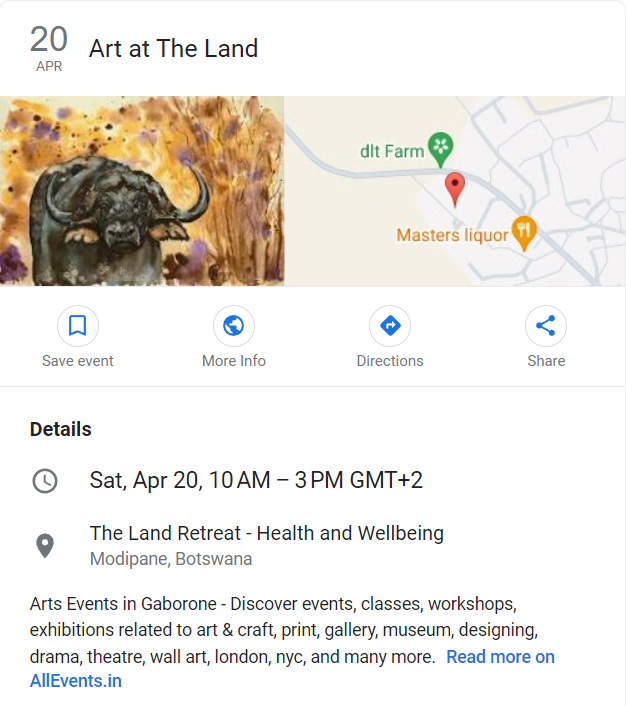 20
APR
Art at The Land
dlt Farm
Masters liquor
Save event
More Info
Directions
Share
Details
Sat, Apr 20, 10 AM – 3 PM GMT+2
The Land Retreat - Health and Wellbeing
Modipane, Botswana
Arts Events in Gaborone - Discover events, classes, workshops,
exhibitions related to art & craft, print, gallery, museum, designing,
drama, theatre, wall art, london, nyc, and many more. Read more on
AllEvents.in